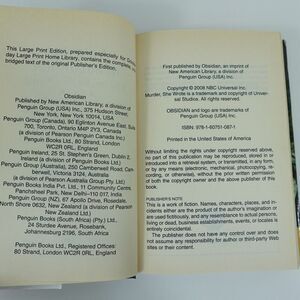 This Large Print Edition, prepared especially for Double-
day Large Print Home Library, contains the complete una-
bridged text of the original Publisher's Edition.
Obsidian
Published by New American Library, a division of
Penguin Group (USA) Inc., 375 Hudson Street,
New York, New York 10014, USA
Penguin Group (Canada), 90 Eglinton Avenue East, Suite
700, Toronto, Ontario M4P 2Y3, Canada
(a division of Pearson Penguin Canada Inc.)
Penguin Books Ltd., 80 Strand,
London WC2R 0RL, England
Penguin Ireland, 25 St. Stephen's Green, Dublin 2,
Ireland (a division of Penguin Books Ltd.)
Penguin Group (Australia), 250 Camberwell Road, Camber-
well, Victoria 3124, Australia
(a division of Pearson Australia Group Pty. Ltd.)
Penguin Books India Pvt. Ltd., 11 Community Centre,
Panchsheel Park, New Delhi-110 017, India
Penguin Group (NZ), 67 Apollo Drive, Rosedale,
North Shore 0632, New Zealand (a division of Pearson
New Zealand Ltd.)
Penguin Books (South Africa) (Pty.) Ltd.,
24 Sturdee Avenue, Rosebank,
Johannesburg 2196, South Africa
Penguin Books Ltd., Registered Offices:
80 Strand, London WC2R 0RL, England
First published by Obsidian, an imprint of
New American Library, a division of
Penguin Group (USA) Inc.
Copyright © 2008 NBC Universal Inc.
Murder, She Wrote is a trademark and copyright of
Universal Studios. All rights reserved.
OBSIDIAN and logo are trademarks of
Penguin Group (USA) Inc.
ISBN: 978-1-60751-087-1
Printed in the United States of America
Without limiting the rights under copyright reserved above,
no part of this publication may be reproduced, stored in or
introduced into a retrieval system, or transmitted, in any form,
or by any means (electronic, mechanical, photocopying, re-
cording, or otherwise), without the prior written permission
of both the copyright owner and the above publisher of this
book.
PUBLISHER'S NOTE
This is a work of fiction. Names, characters, places, and in-
cidents either are the product of the author's imagination or
are used fictitiously, and any resemblance to actual persons,
living or dead, business establishments, events, or locales is
entirely coincidental.
The publisher does not have any control over and does
not assume any responsibility for author or third-party Web
sites or their content.